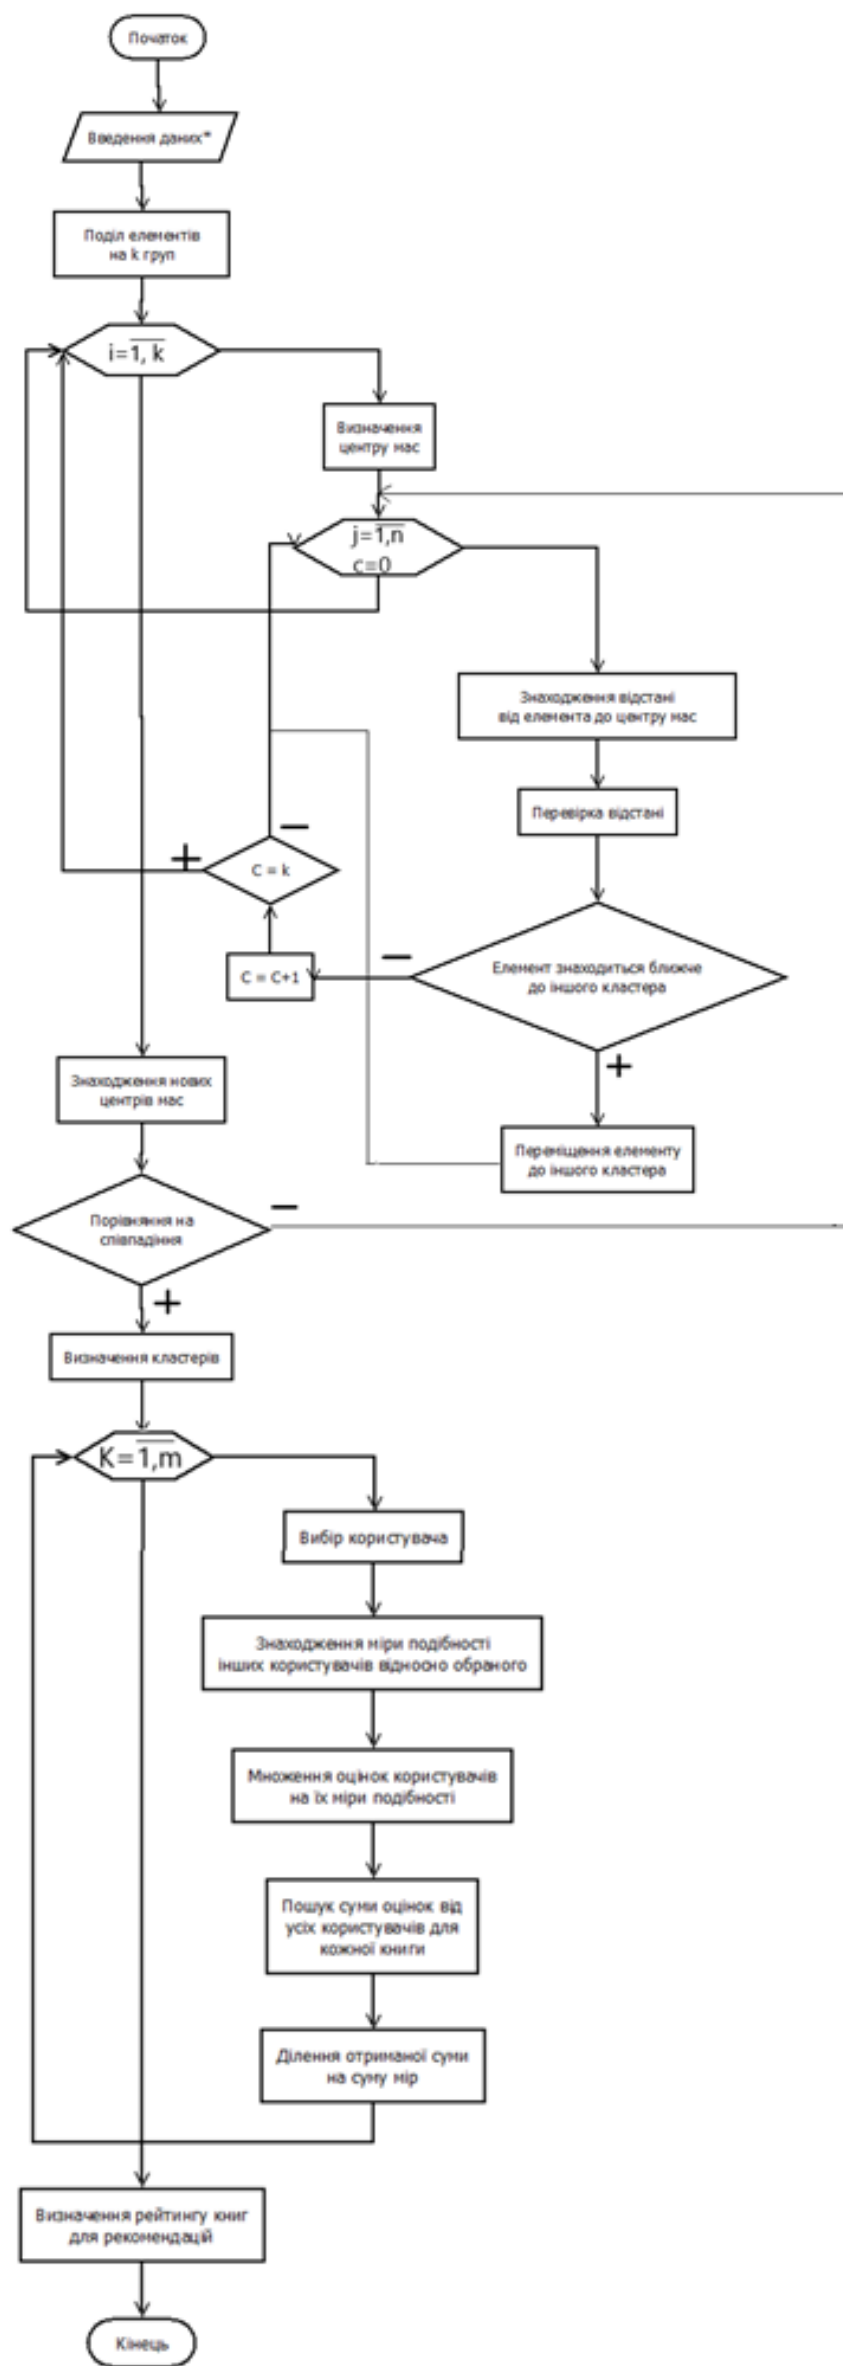 Початок
Введення даних*
Поділ елементів
на k груп
i=1, k
Визначення
центру мас
j=1,n
c=0
Знаходження відстані
від елемента до центру мас
Перевірка відстані
−
+
C = k
Елемент знаходиться ближче
до іншого кластера
−
C = C+1
+
Знаходження нових
центрів мас
Переміщення елементу
до іншого кластера
Порівняння на
співпадіння
−
+
Визначення кластерів
K=1,m
Вибір користувача
Знаходження міри подібності
інших користувачів відносно обраного
Множення оцінок користувачів
на їх міри подібності
Пошук суми оцінок від
усіх користувачів для
кожної книги
Ділення отриманої суми
на суму мір
Визначення рейтингу книг
для рекомендацій
Кінець